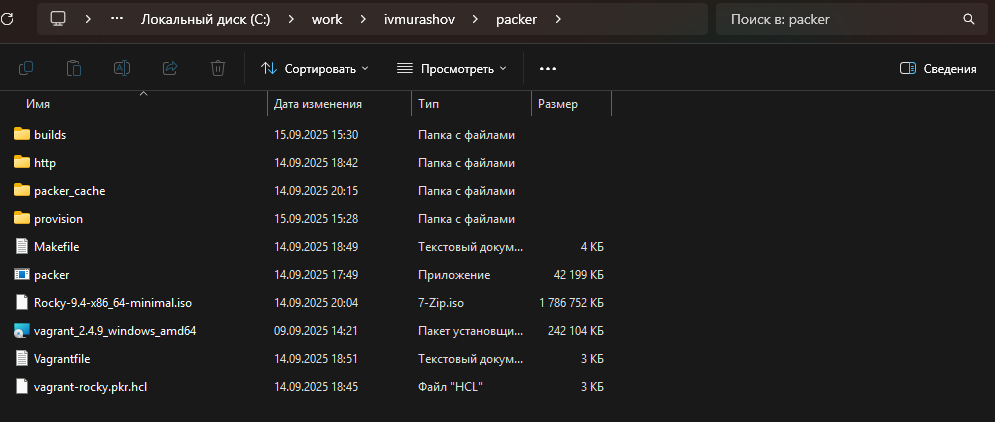 Локальный диск (C:) work ivmurashov packer Поиск в: packer
Сортировать Просмотреть Сведения
Имя Дата изменения Тип Размер
builds 15.09.2025 15:30 Папка с файлами
http 14.09.2025 18:42 Папка с файлами
packer_cache 14.09.2025 20:15 Папка с файлами
provision 15.09.2025 15:28 Папка с файлами
Makefile 14.09.2025 18:49 Текстовый докум... 4 КБ
packer 14.09.2025 17:49 Приложение 42 199 КБ
Rocky-9.4-x86_64-minimal.iso 14.09.2025 20:04 7-Zip.iso 1 786 752 КБ
vagrant_2.4.9_windows_amd64 09.09.2025 14:21 Пакет установщи... 242 104 КБ
Vagrantfile 14.09.2025 18:51 Текстовый докум... 3 КБ
vagrant-rocky.pkr.hcl 14.09.2025 18:45 Файл "HCL" 3 КБ